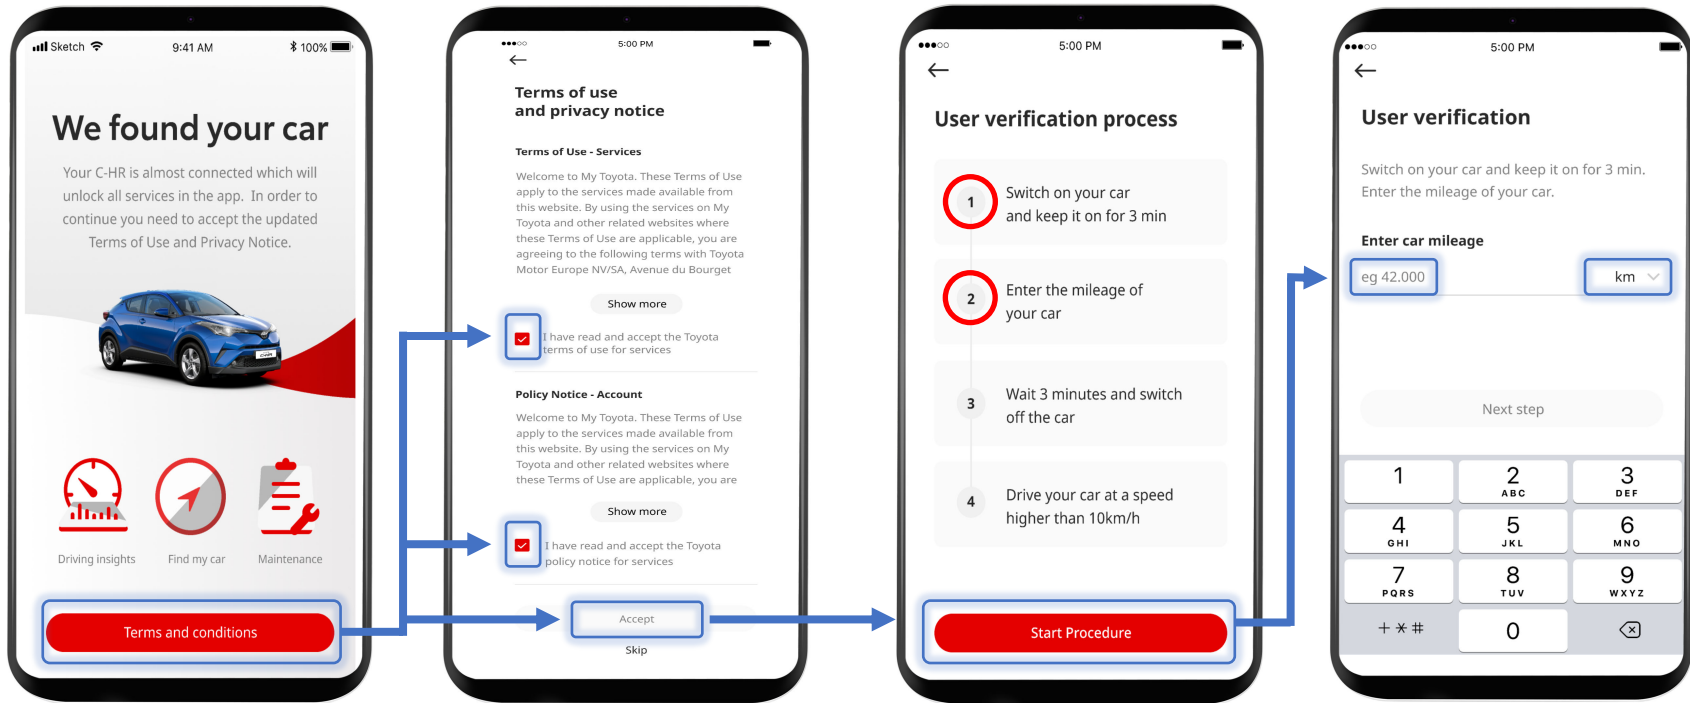 Sketch
9:41 AM
100%
We found your car
Your C-HR is almost connected which will
unlock all services in the app. In order to
continue you need to accept the updated
Terms of Use and Privacy Notice.
C-HR
Driving insights
Find my car
Maintenance
Terms and conditions
5:00 PM
Terms of use
and privacy notice
Terms of Use - Services
Welcome to My Toyota. These Terms of Use
apply to the services made available from
this website. By using the services on My
Toyota and other related websites where
these Terms of Use are applicable, you are
agreeing to the following terms with Toyota
Motor Europe NV/SA, Avenue du Bourget
Show more
I have read and accept the Toyota
terms of use for services
Policy Notice - Account
Welcome to My Toyota. These Terms of Use
apply to the services made available from
this website. By using the services on My
Toyota and other related websites where
these Terms of Use are applicable, you are
Show more
I have read and accept the Toyota
policy notice for services
Accept
Skip
5:00 PM
User verification process
1
Switch on your car
and keep it on for 3 min
2
Enter the mileage of
your car
3
Wait 3 minutes and switch
off the car
4
Drive your car at a speed
higher than 10km/h
Start Procedure
5:00 PM
User verification
Switch on your car and keep it on for 3 min.
Enter the mileage of your car.
Enter car mileage
eg 42.000
km
Next step
1
2
ABC
3
DEF
4
GHI
5
JKL
6
MNO
7
PQRS
8
TUV
9
WXYZ
+ * #
0